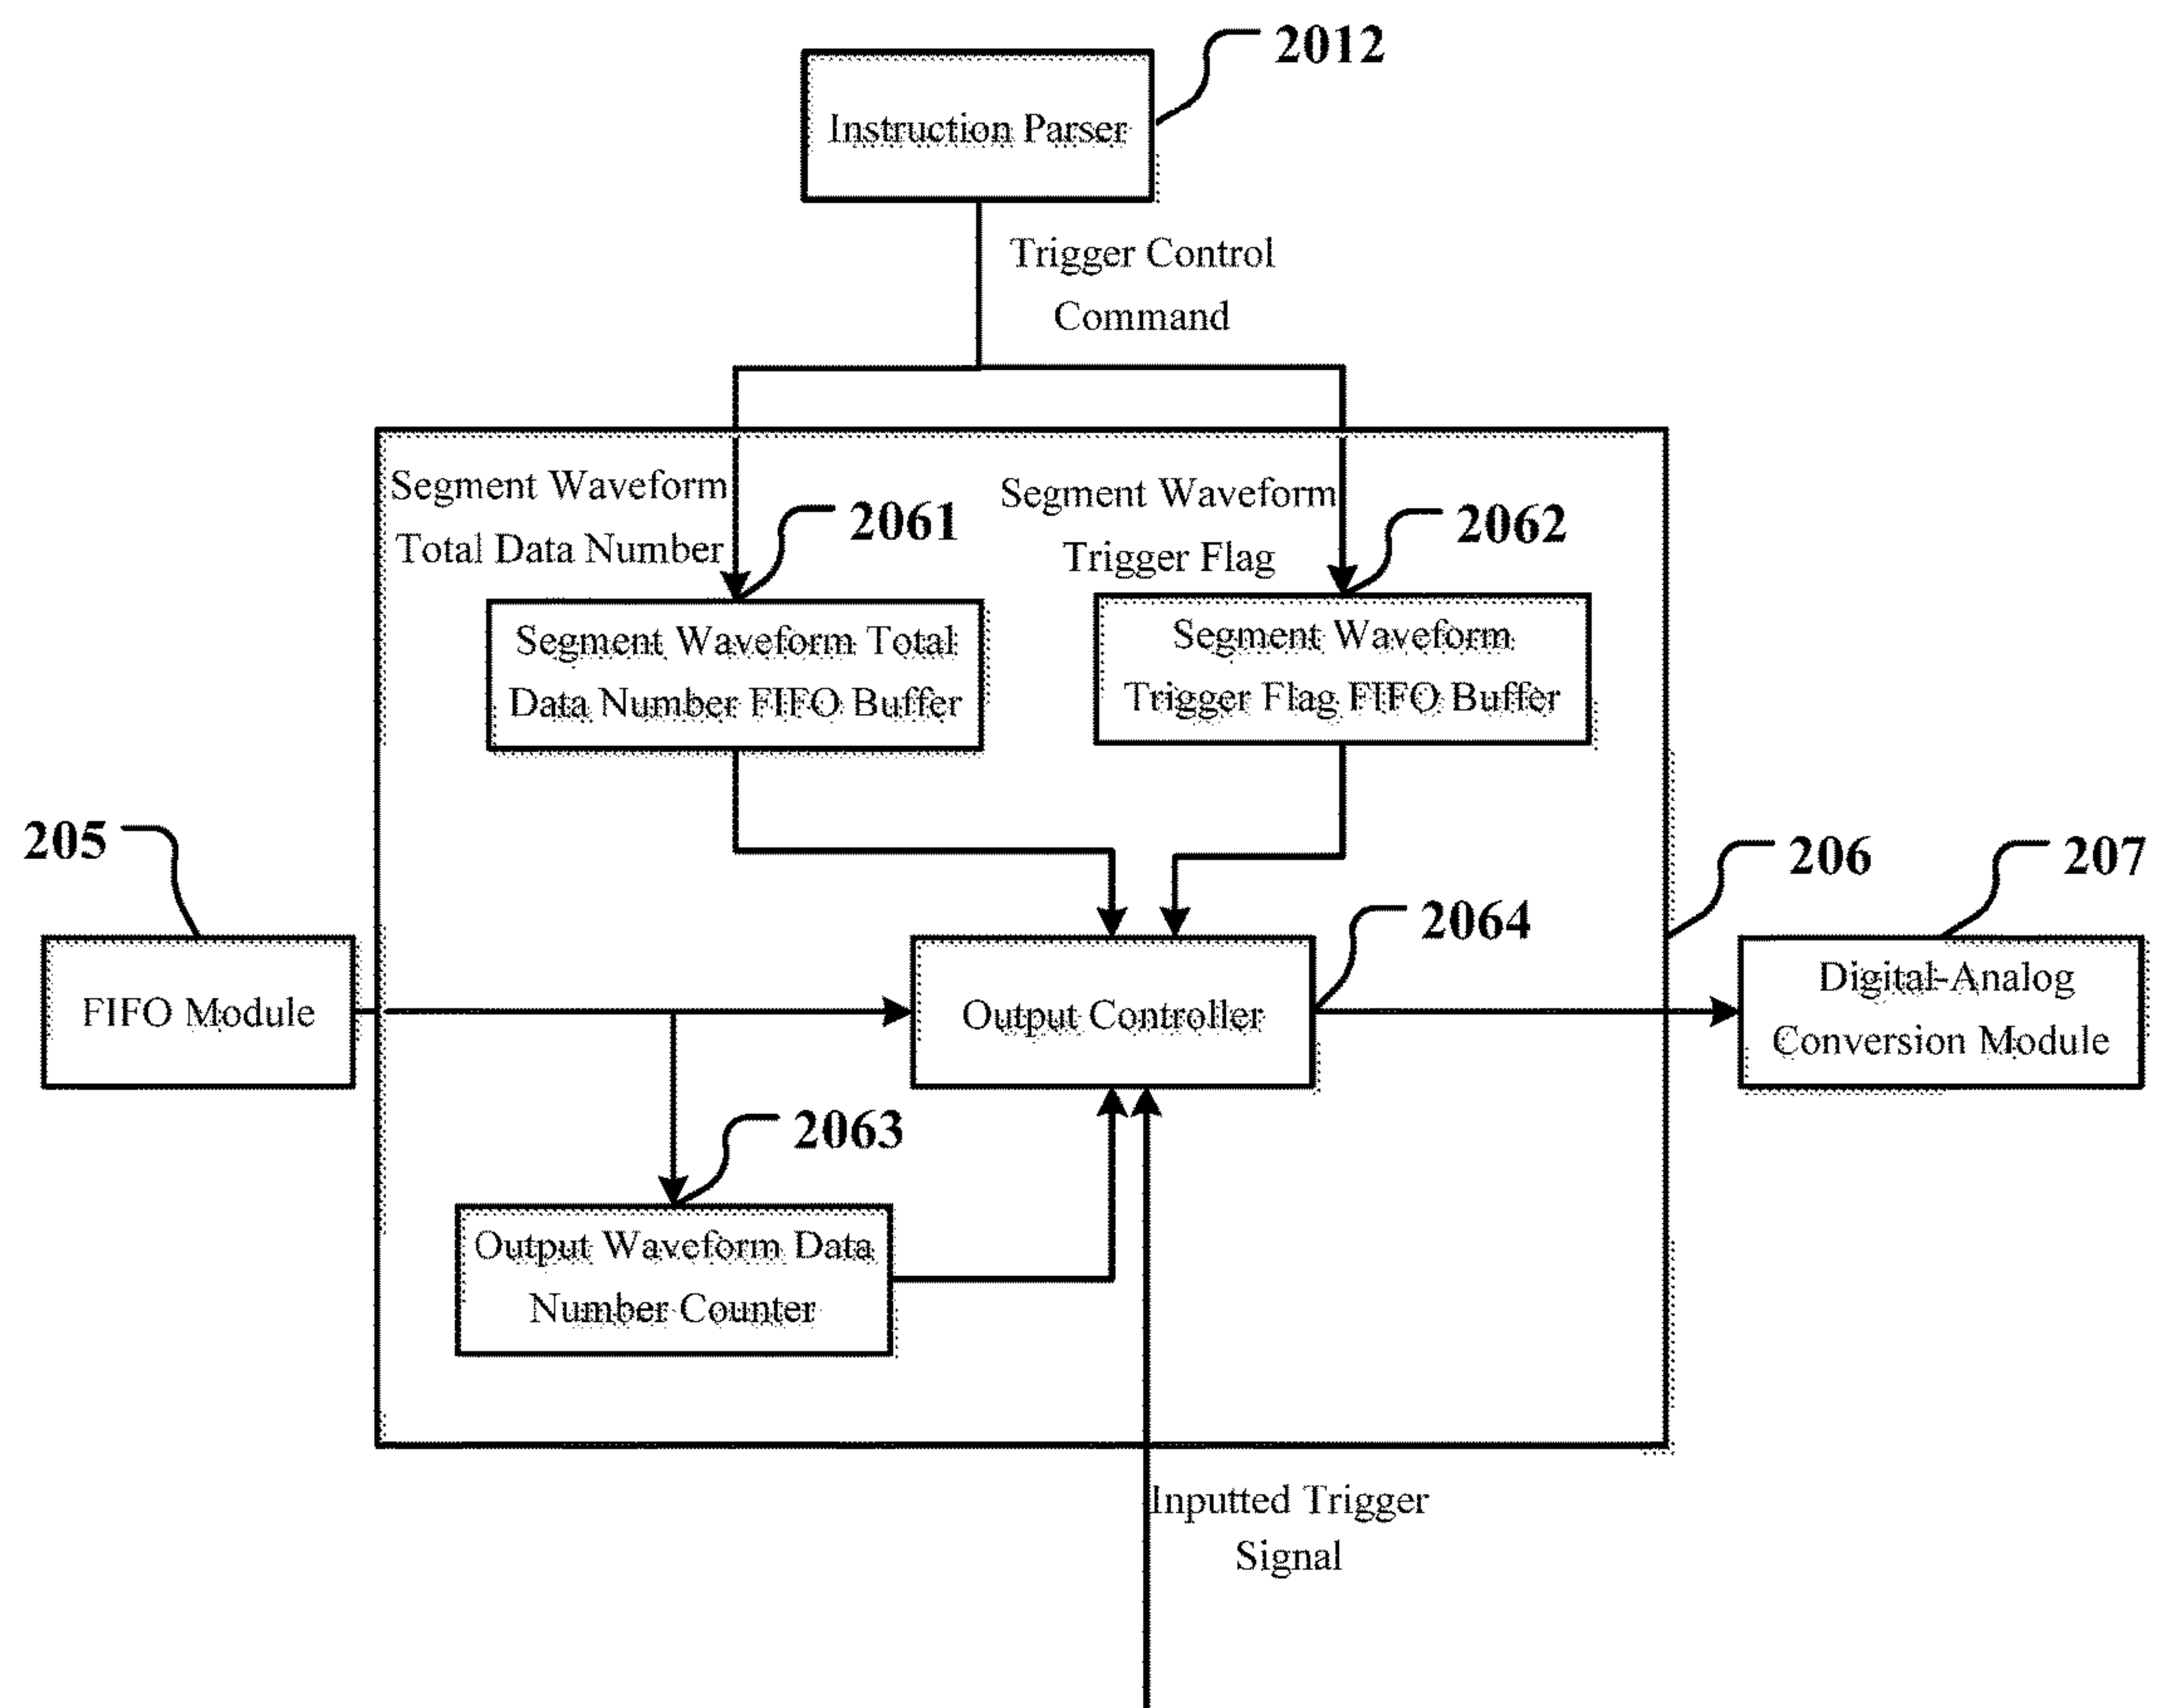 2012
Instruction Parser
Trigger Control
Command
Segment Waveform
Total Data Number
2061
Segment Waveform
Trigger Flag
2062
Segment Waveform Total
Data Number FIFO Buffer
Segment Waveform
Trigger Flag FIFO Buffer
205
206
207
2064
FIFO Module
Output Controller
Digital-Analog
Conversion Module
2063
Output Waveform Data
Number Counter
Inputted Trigger
Signal